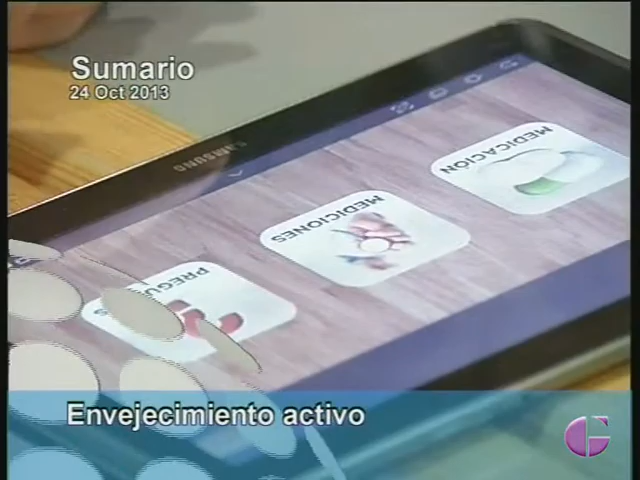 Sumario
24 Oct 2013
SAMSUNG
MEDICACIÓN
MEDICIONES
Envejecimiento activo
G